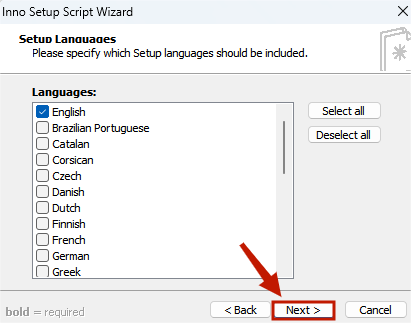 Inno Setup Script Wizard
Setup Languages
Please specify which Setup languages should be included.
Languages:
English
Brazilian Portuguese
Catalan
Corsican
Czech
Danish
Dutch
Finnish
French
German
Greek
Select all
Deselect all
bold = required
< Back
Next >
Cancel